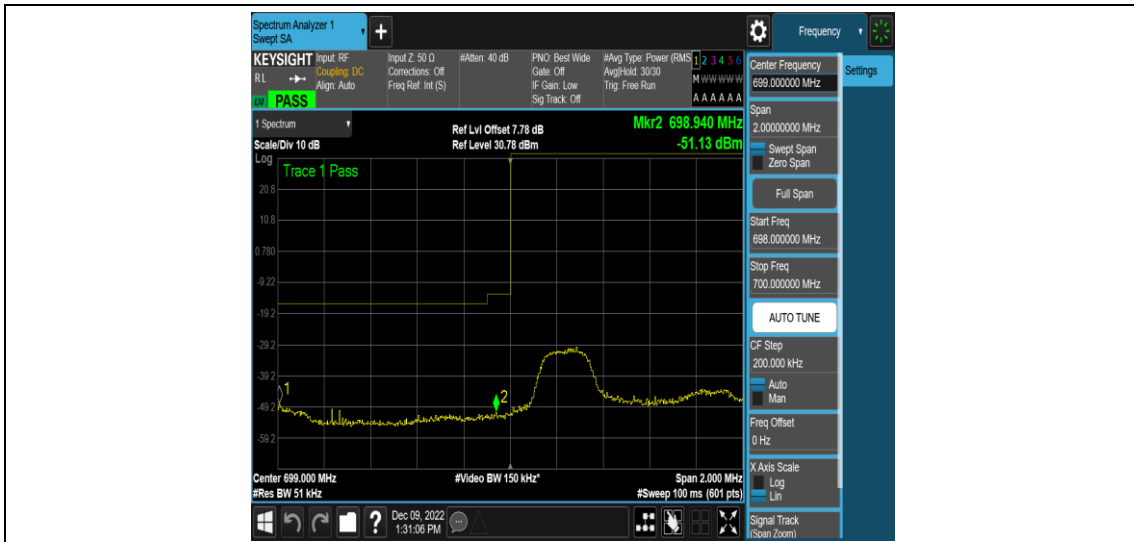 Spectrum Analyzer 1
Swept SA
+
Frequency
KEYSIGHT
RL
LXI PASS
Input: RF
Coupling: DC
Align: Auto
Input Z: 50 Ω
Corrections: Off
Freq Ref: Int (S)
#Atten: 40 dB
PNO: Best Wide
Gate: Off
IF Gain: Low
Sig Track: Off
#Avg Type: Power (RMS
Avg|Hold: 30/30
Trig: Free Run
1 2 3 4 5 6
M W W W W W
A A A A A A
1 Spectrum
Scale/Div 10 dB
Ref Lvl Offset 7.78 dB
Ref Level 30.78 dBm
Mkr2 698.940 MHz
-51.13 dBm
Log
Trace 1 Pass
20.8
10.8
0.780
-9.22
-19.2
-29.2
-39.2
-49.2
-59.2
1
2
Center 699.000 MHz
#Res BW 51 kHz
#Video BW 150 kHz*
Span 2.000 MHz
#Sweep 100 ms (601 pts)
?
Dec 09, 2022
1:31:06 PM
Center Frequency
699.000000 MHz
Settings
Span
2.00000000 MHz
Swept Span
Zero Span
Full Span
Start Freq
698.000000 MHz
Stop Freq
700.000000 MHz
AUTO TUNE
CF Step
200.000 kHz
Auto
Man
Freq Offset
0 Hz
X Axis Scale
Log
Lin
Signal Track
(Span Zoom)